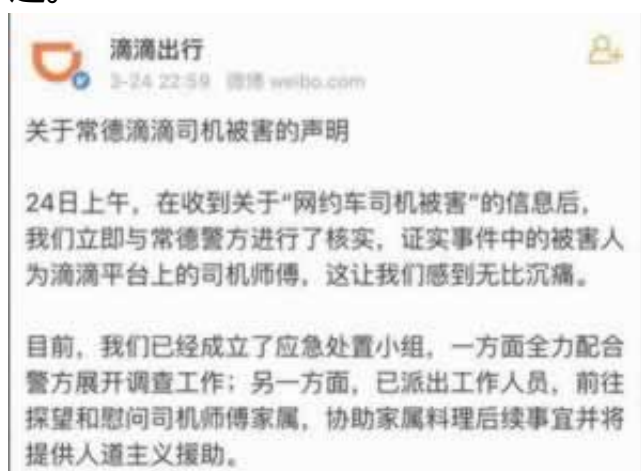 滴滴出行
3-24 22:59 微博 weibo.com
关于常德滴滴司机被害的声明
24日上午，在收到关于“网约车司机被害”的信息后，
我们立即与常德警方进行了核实，证实事件中的被害人
为滴滴平台上的司机师傅，这让我们感到无比沉痛。
目前，我们已经成立了应急处置小组，一方面全力配合
警方展开调查工作；另一方面，已派出工作人员，前往
探望和慰问司机师傅家属，协助家属料理后续事宜并将
提供人道主义援助。